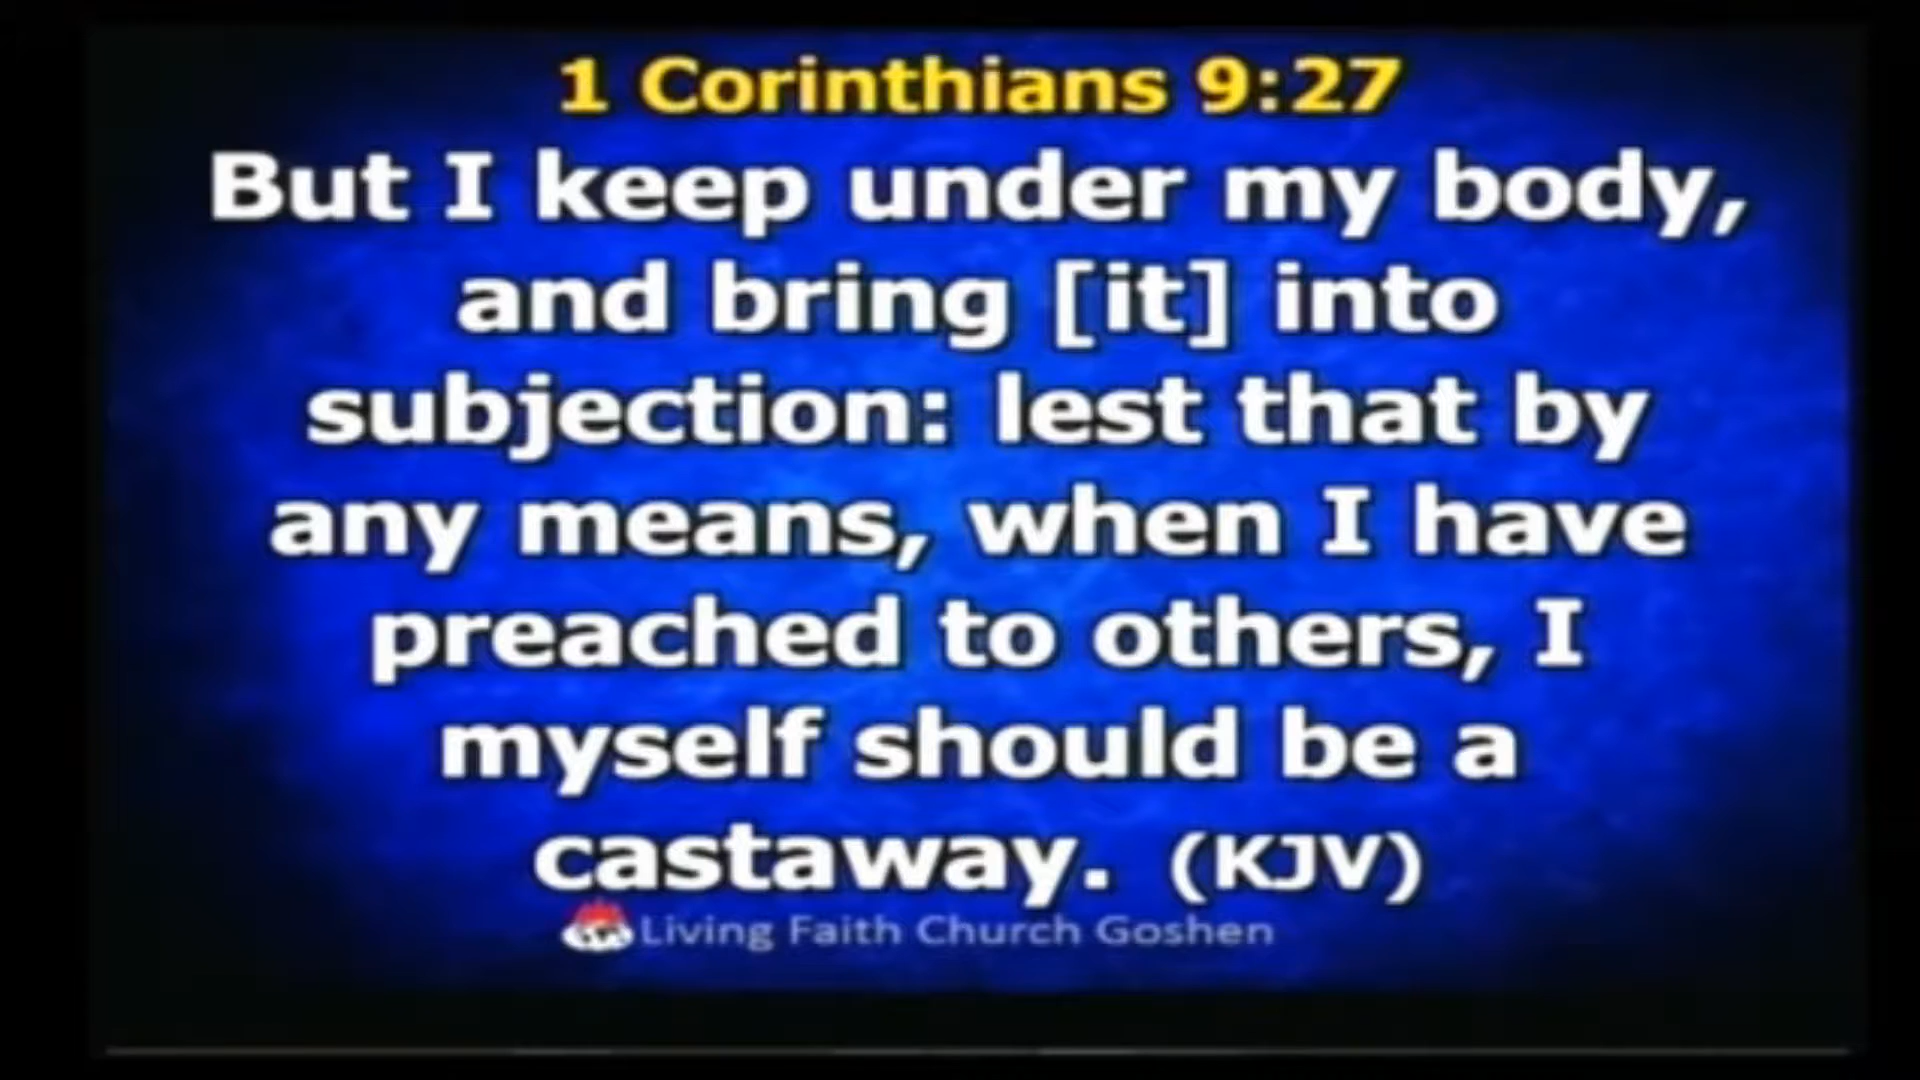 1 Corinthians 9:27
But I keep under my body,
and bring [it] into
subjection: lest that by
any means, when I have
preached to others, I
myself should be a
castaway. (KJV)
Living Faith Church Goshen